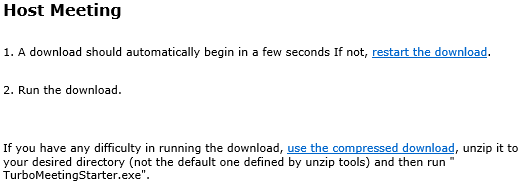 Host Meeting
1. A download should automatically begin in a few seconds If not, restart the download.
2. Run the download.
If you have any difficulty in running the download, use the compressed download, unzip it to
your desired directory (not the default one defined by unzip tools) and then run "
TurboMeetingStarter.exe".